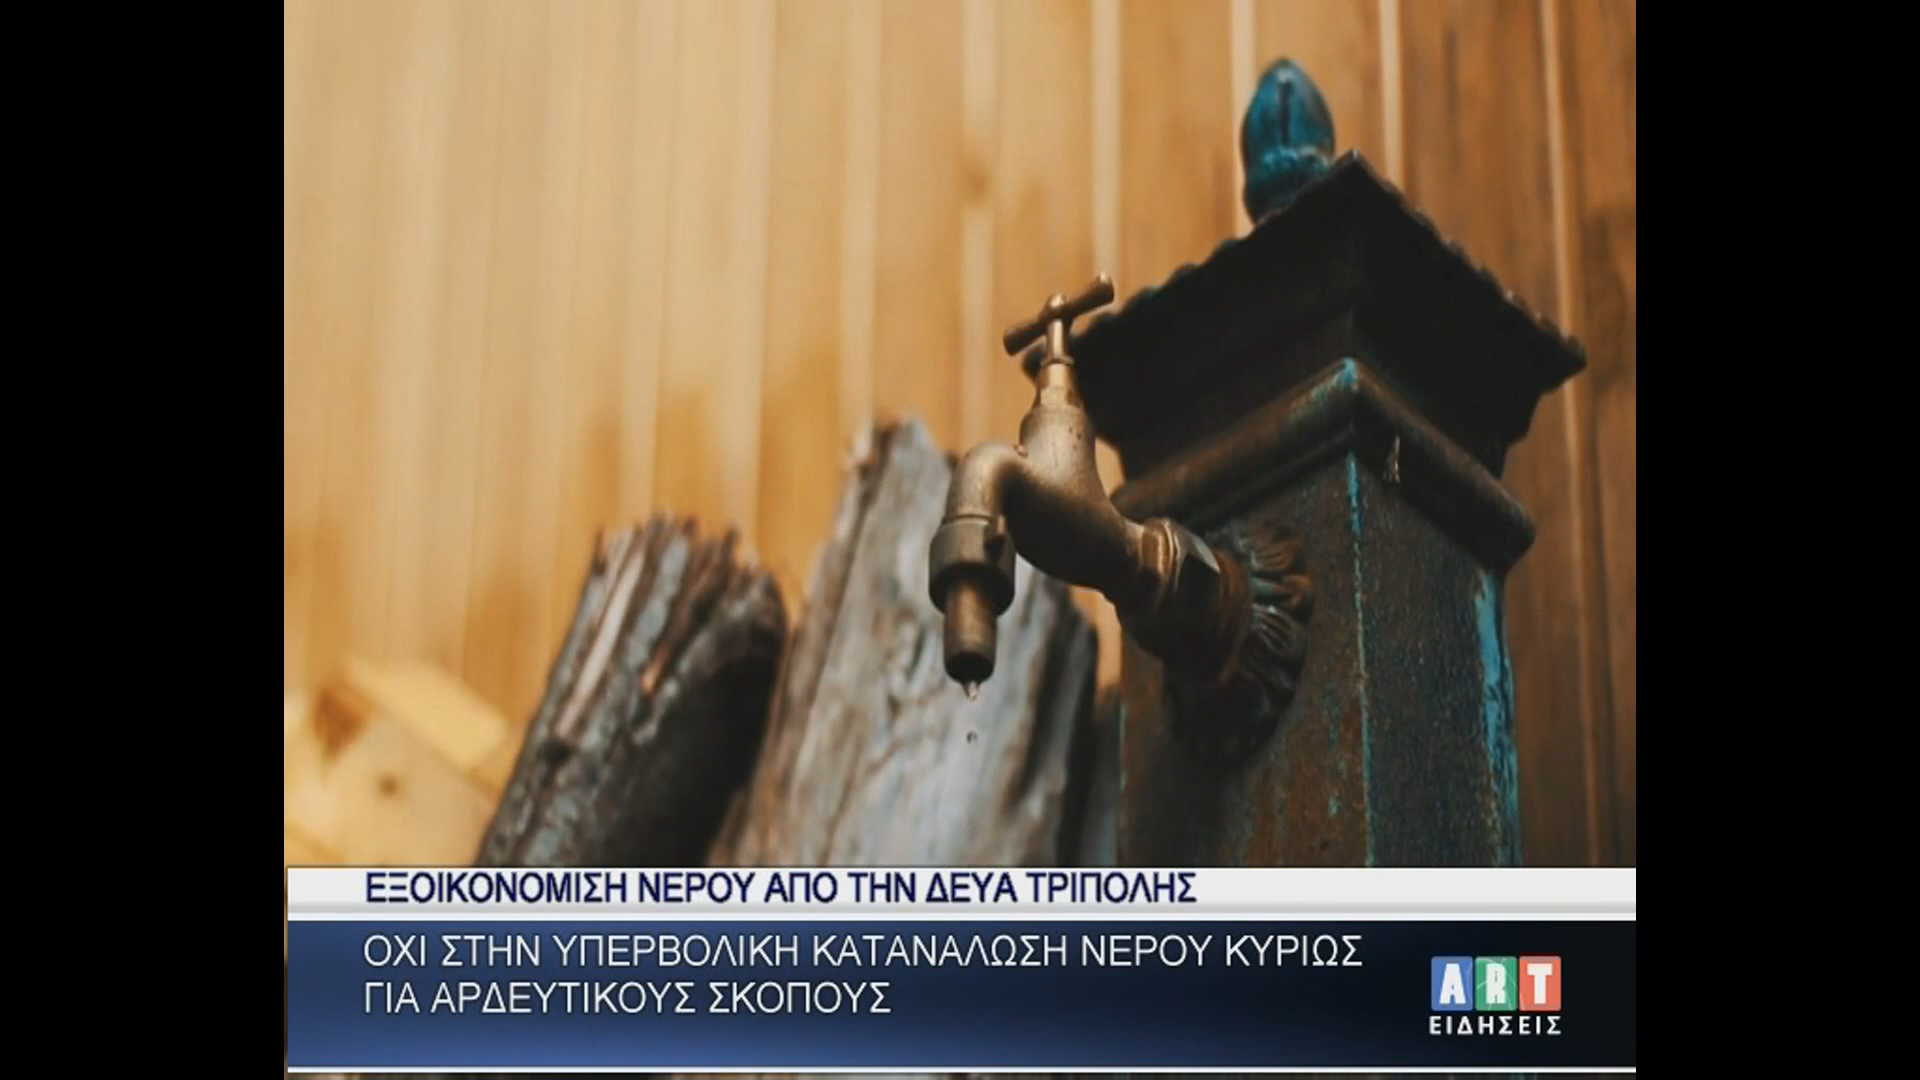 ΕΞΟΙΚΟΝΟΜΙΣΗ ΝΕΡΟΥ ΑΠΟ ΤΗΝ ΔΕΥΑ ΤΡΙΠΟΛΗΣ
ΟΧΙ ΣΤΗΝ ΥΠΕΡΒΟΛΙΚΗ ΚΑΤΑΝΑΛΩΣΗ ΝΕΡΟΥ ΚΥΡΙΩΣ
ΓΙΑ ΑΡΔΕΥΤΙΚΟΥΣ ΣΚΟΠΟΥΣ
ART
ΕΙΔΗΣΕΙΣ